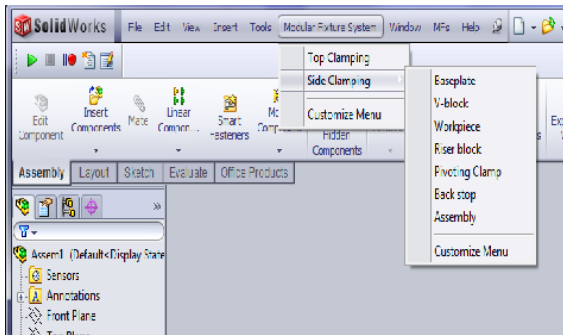 SolidWorks File Edit View Insert Tools Modular Fixture System Window MFs Help
Top Clamping
Side Clamping
Customize Menu
Baseplate
V-block
Workpiece
Riser block
Pivoting Clamp
Back stop
Assembly
Customize Menu
Edit Component
Insert Components
Mate
Linear
Smart Fasteners
Hidden Components
Assembly Layout Sketch Evaluate Office Products
Assem1 (Default<Display State
Sensors
Annotations
Front Plane